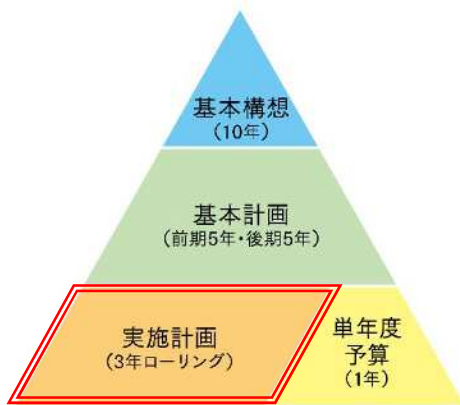 基本構想
(10年)
基本計画
(前期5年・後期5年)
実施計画
(3年ローリング)
単年度
予算
(1年)